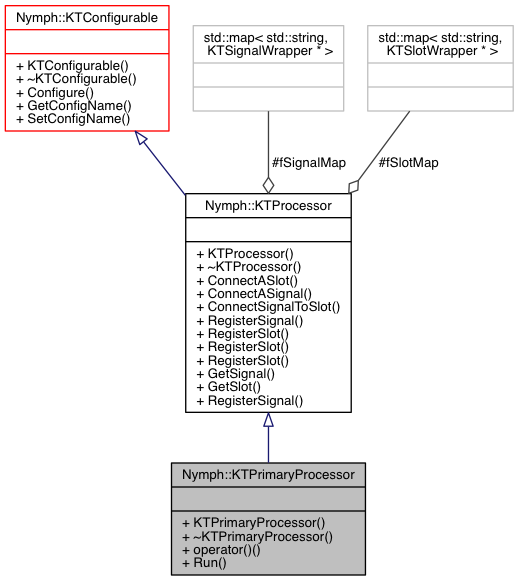 Nymph::KTConfigurable
+ KTConfigurable()
+ ~KTConfigurable()
+ Configure()
+ GetConfigName()
+ SetConfigName()
std::map< std::string,
KTSignalWrapper * >
std::map< std::string,
KTSlotWrapper * >
#fSignalMap
#fSlotMap
Nymph::KTProcessor
+ KTProcessor()
+ ~KTProcessor()
+ ConnectASlot()
+ ConnectASignal()
+ ConnectSignalToSlot()
+ RegisterSignal()
+ RegisterSlot()
+ RegisterSlot()
+ RegisterSlot()
+ GetSignal()
+ GetSlot()
+ RegisterSignal()
Nymph::KTPrimaryProcessor
+ KTPrimaryProcessor()
+ ~KTPrimaryProcessor()
+ operator()()
+ Run()